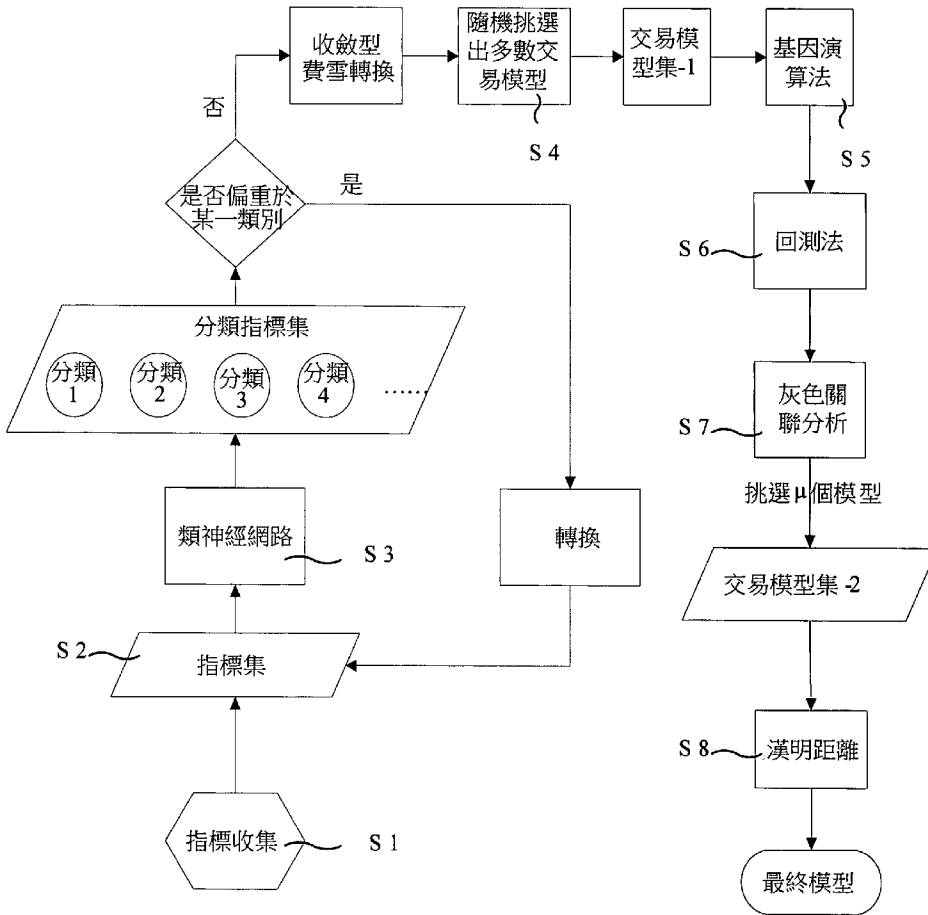 收斂型
費雪轉換
隨機挑選
出多數交
易模型
S 4
交易模
型集-1
基因演
算法
S 5
否
是否偏重於
某一類別
是
S 6
回測法
分類指標集
分類
1
分類
2
分類
3
分類
4
......
S 7
灰色關
聯分析
挑選μ個模型
類神經網路
S 3
轉換
交易模型集 -2
S 2
指標集
S 8
漢明距離
指標收集
S 1
最終模型